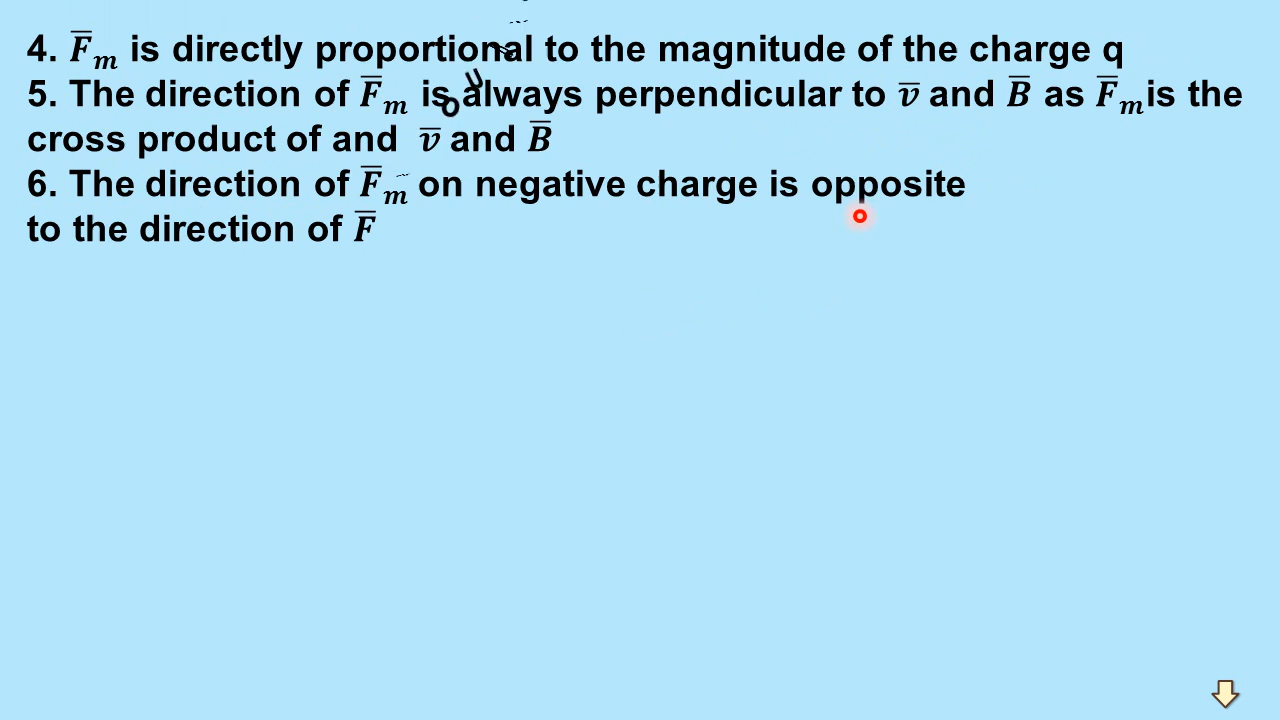 4. F̅ₘ is directly proportional to the magnitude of the charge q
5. The direction of F̅ₘ is always perpendicular to v̅ and B̅ as F̅ₘ is the
cross product of and v̅ and B̅
6. The direction of F̅ₘ on negative charge is opposite
to the direction of F̅